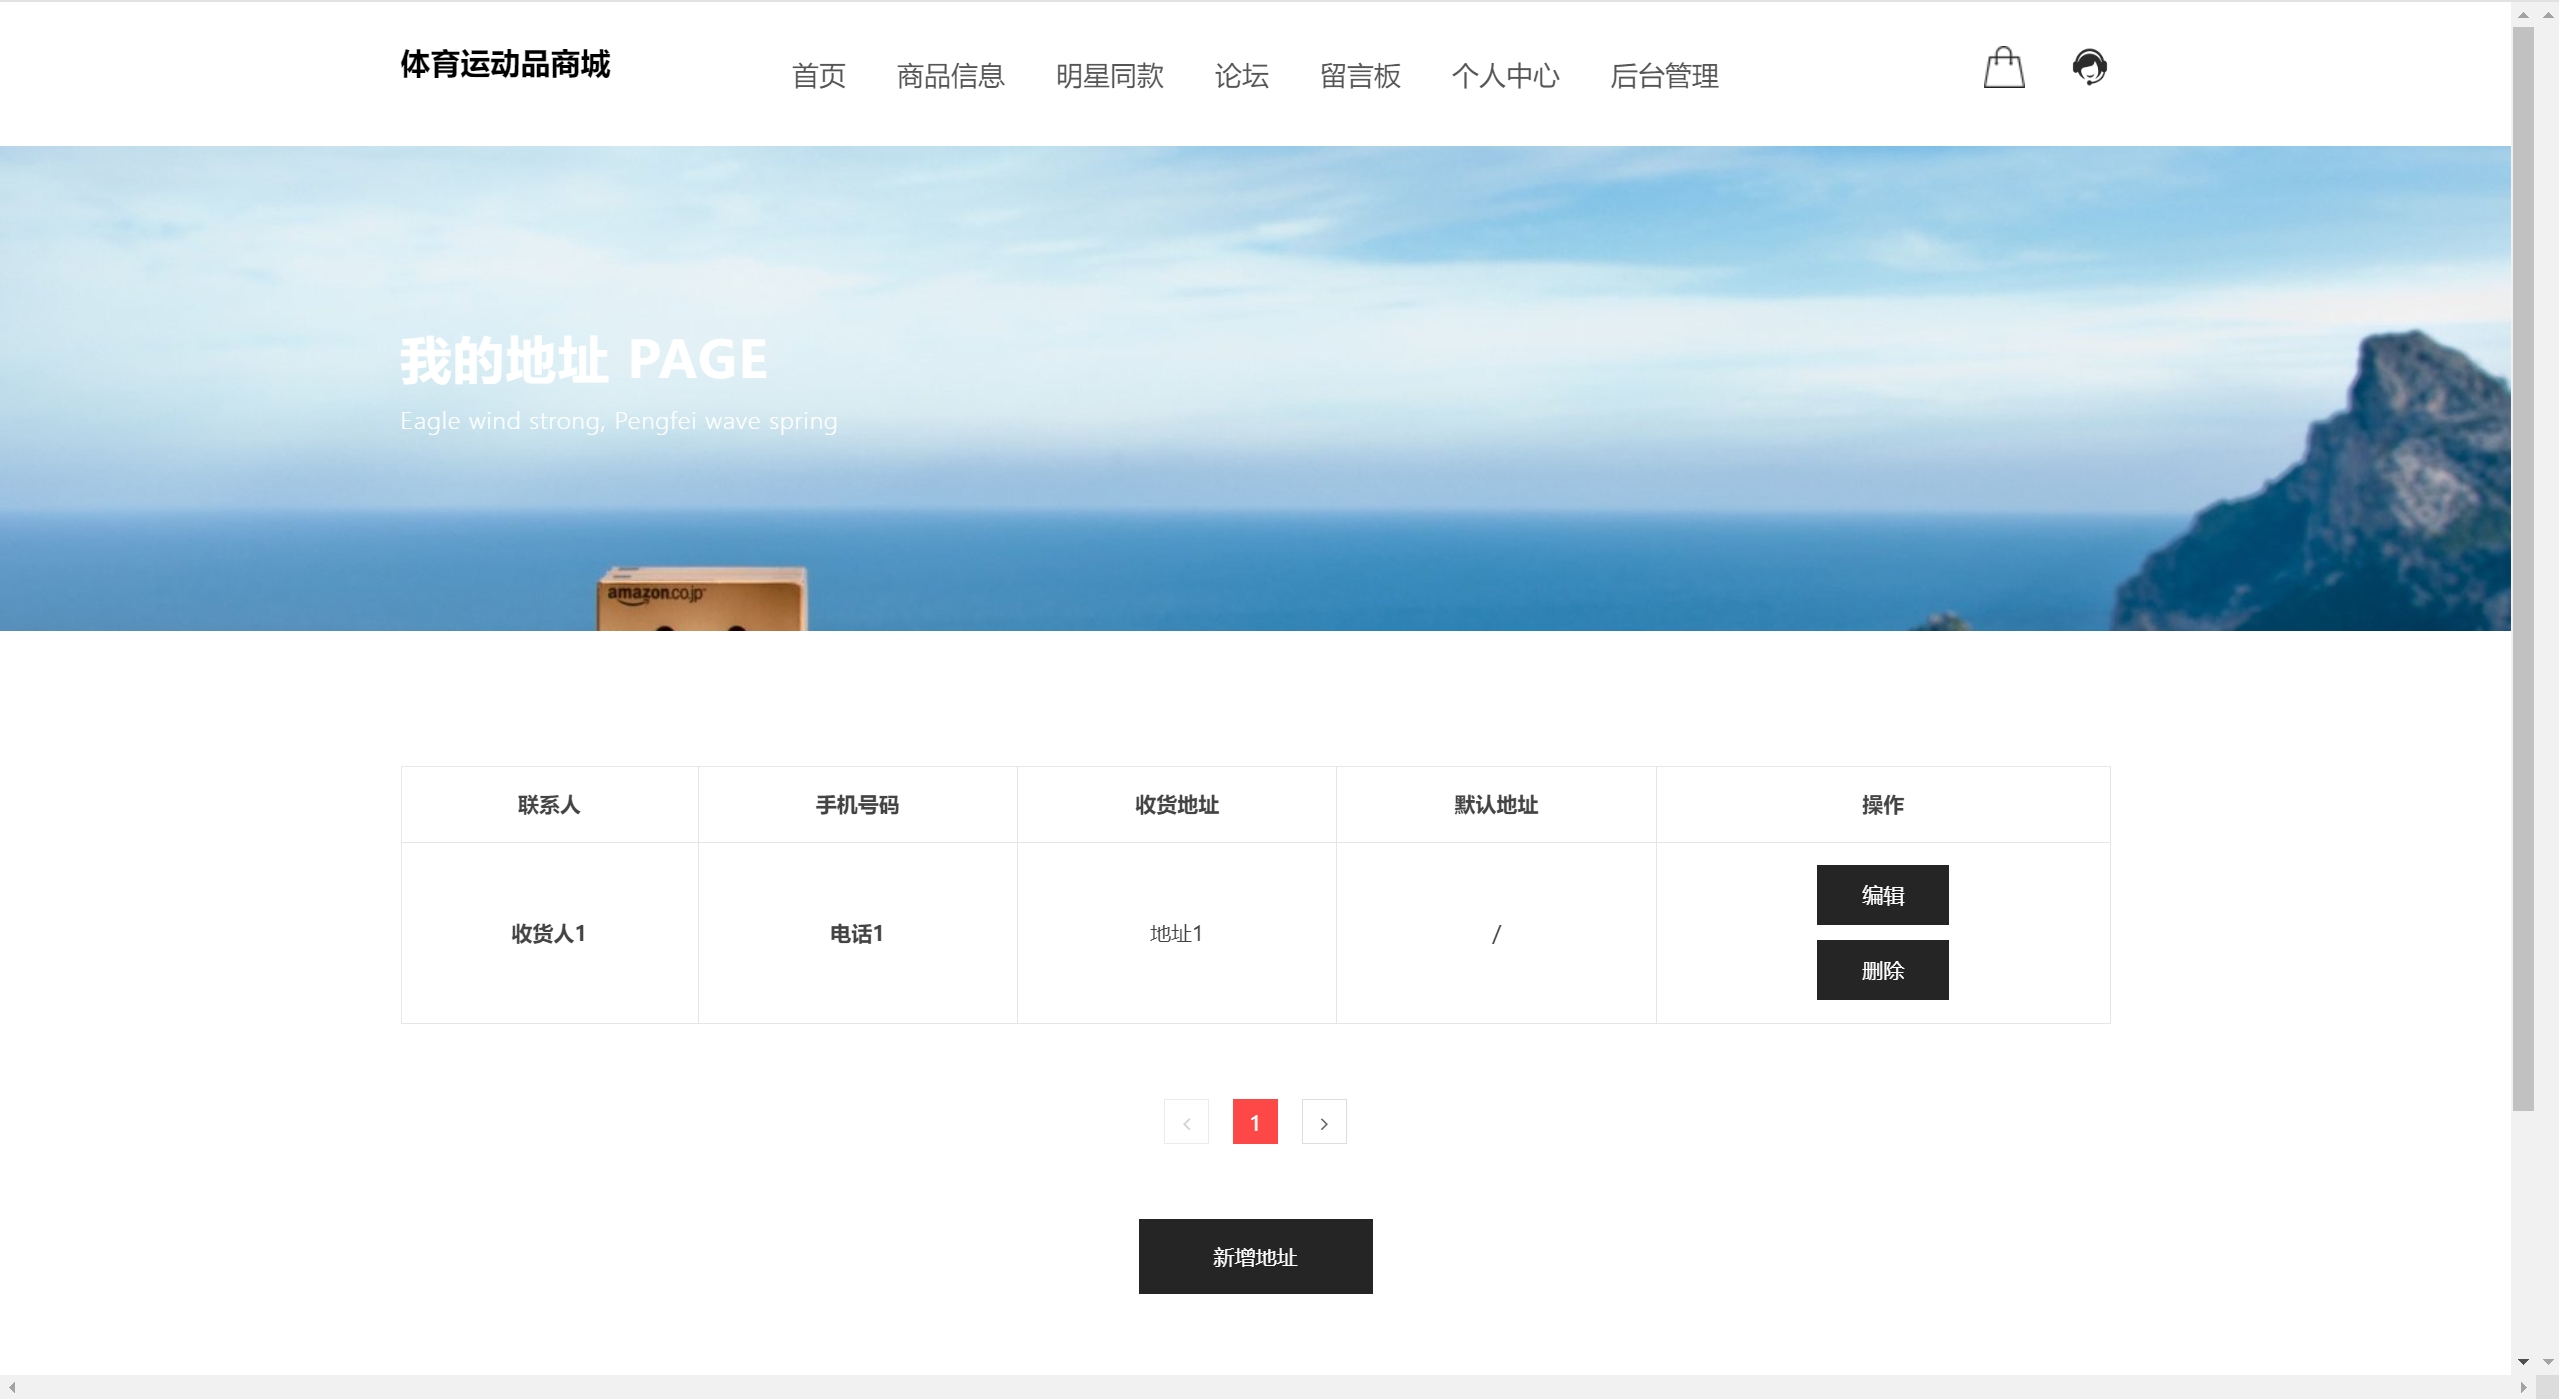 体育运动品商城
首页 商品信息 明星同款 论坛 留言板 个人中心 后台管理
我的地址 PAGE
Eagle wind strong, Pengfei wave spring
amazon.co.jp
联系人 手机号码 收货地址 默认地址 操作
收货人1 电话1 地址1 / 编辑
删除
1
新增地址